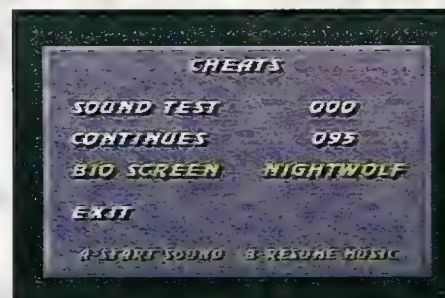 CHEATS
SOUND TEST 000
CONTINUES 095
BIO SCREEN NIGHTWOLF
EXIT
A-START SOUND B-RESUME MUSIC